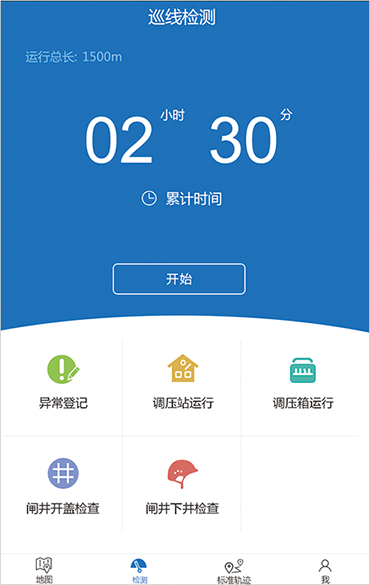 巡线检测
运行总长: 1500m
02 小时 30 分
累计时间
开始
异常登记 调压站运行 调压箱运行
闸井开盖检查 闸井下井检查
地图 检测 标准轨迹 我